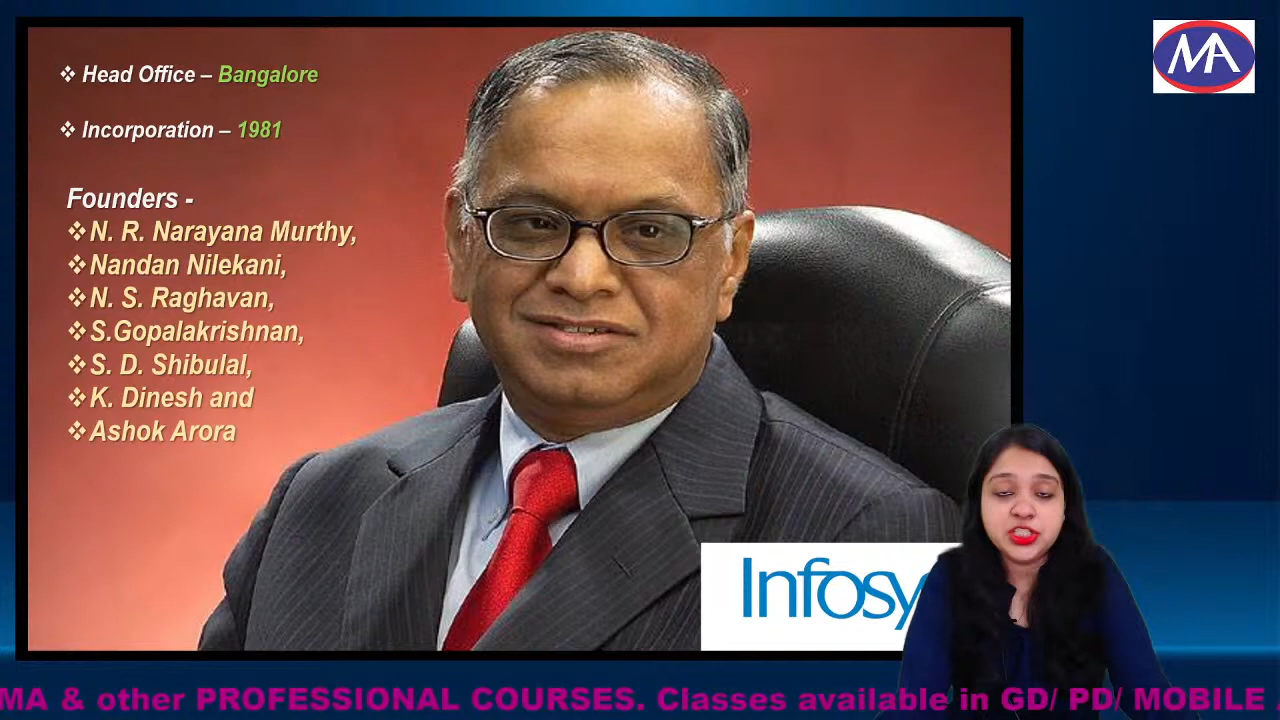 ❖ Head Office – Bangalore
❖ Incorporation – 1981
Founders -
❖N. R. Narayana Murthy,
❖Nandan Nilekani,
❖N. S. Raghavan,
❖S.Gopalakrishnan,
❖S. D. Shibulal,
❖K. Dinesh and
❖Ashok Arora
MA
Infosy
MA & other PROFESSIONAL COURSES. Classes available in GD/ PD/ MOBILE